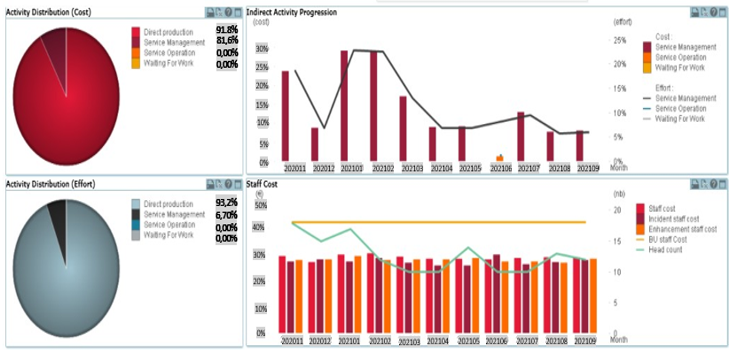 Activity Distribution (Cost)
Direct production 91.8%
Service Management 81,6%
Service Operation 0,00%
Waiting For Work 0,00%
Indirect Activity Progression
(cost)
(effort)
30%
25%
20%
15%
10%
5%
0%
25%
20%
15%
10%
5%
0%
202011 202012 202101 202102 202103 202104 202105 202106 202107 202108 202109
Month
Cost :
Service Management
Service Operation
Waiting For Work
Effort :
Service Management
Service Operation
Waiting For Work
Activity Distribution (Effort)
Direct production 93,2%
Service Management 6,70%
Service Operation 0,00%
Waiting For Work 0,00%
Staff Cost
(nb)
50%
40%
30%
20%
10%
0%
20
15
10
5
0
202011 202012 202101 202102 202103 202104 202105 202106 202107 202108 202109
Month
Staff cost
Incident staff cost
Enhancement staff cost
BU staff Cost
Head count